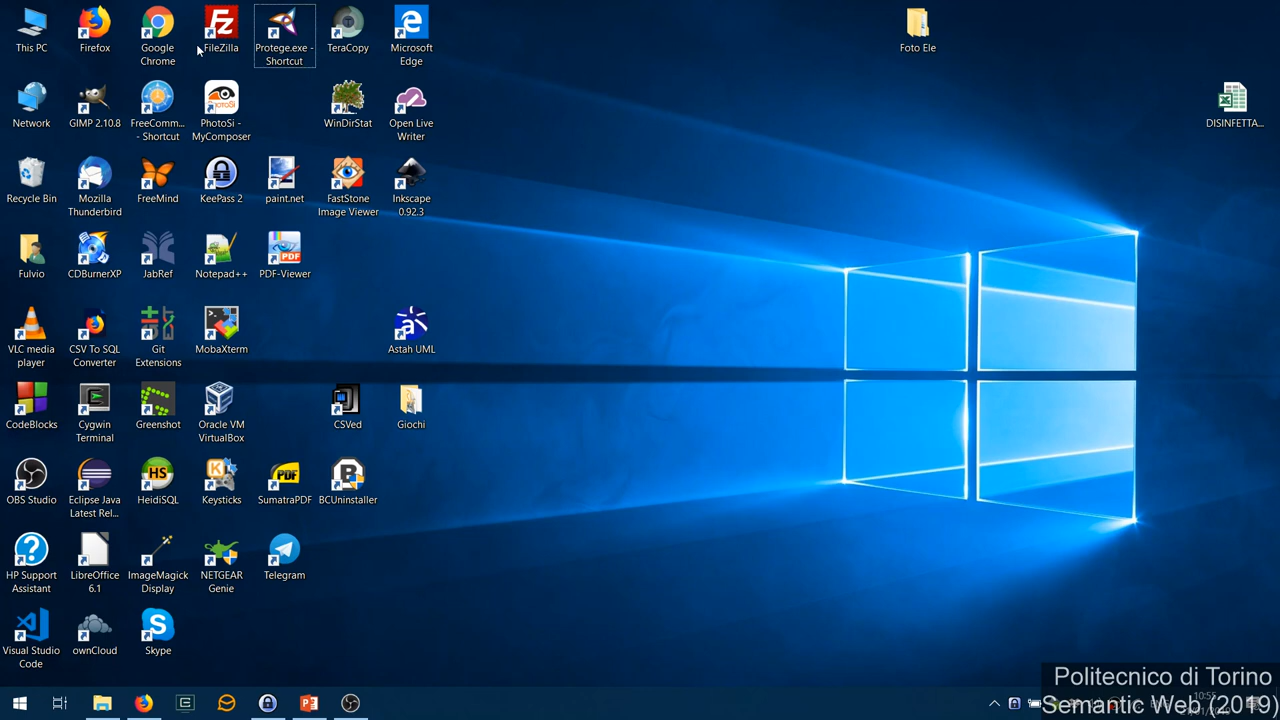 This PC
Firefox
Google
Chrome
FileZilla
Protege.exe -
Shortcut
TeraCopy
Microsoft
Edge
Foto Ele
Network
GIMP 2.10.8
FreeComm...
- Shortcut
PhotoSi -
MyComposer
WinDirStat
Open Live
Writer
DISINFETTA...
Recycle Bin
Mozilla
Thunderbird
FreeMind
KeePass 2
paint.net
FastStone
Image Viewer
Inkscape
0.92.3
Fulvio
CDBurnerXP
JabRef
Notepad++
PDF-Viewer
VLC media
player
CSV To SQL
Converter
Git
Extensions
MobaXterm
Astah UML
CodeBlocks
Cygwin
Terminal
Greenshot
Oracle VM
VirtualBox
CSVed
Giochi
OBS Studio
Eclipse Java
Latest Rel...
HeidiSQL
Keysticks
SumatraPDF
BCUninstaller
HP Support
Assistant
LibreOffice
6.1
ImageMagick
Display
NETGEAR
Genie
Telegram
Visual Studio
Code
ownCloud
Skype
Politecnico di Torino
Semantic Web (2019)
10:55